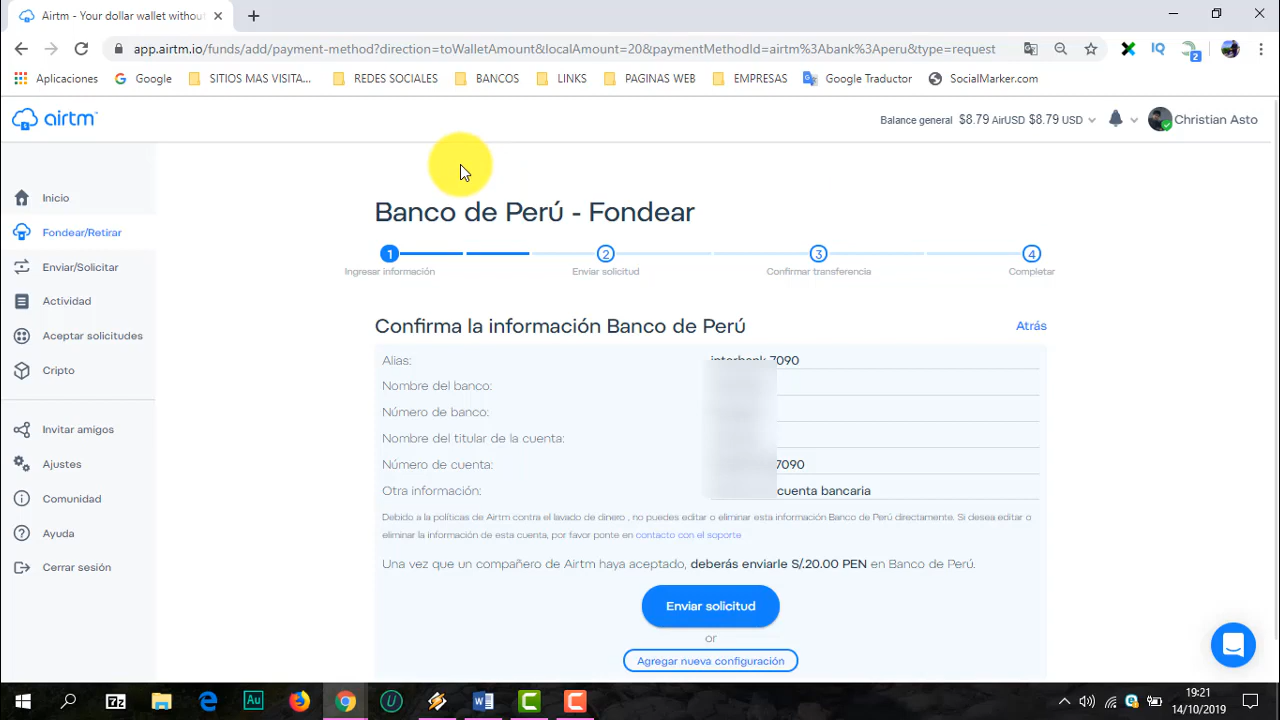 Airtm - Your dollar wallet without
app.airtm.io/funds/add/payment-method?direction=toWalletAmount&localAmount=20&paymentMethodId=airtm%3Abank%3Aperu&type=request
IQ
2
Aplicaciones
Google
SITIOS MAS VISITA...
REDES SOCIALES
BANCOS
LINKS
PAGINAS WEB
EMPRESAS
Google Traductor
SocialMarker.com
airtm
Balance general $8.79 AirUSD $8.79 USD
Christian Asto
Inicio
Fondear/Retirar
Enviar/Solicitar
Actividad
Aceptar solicitudes
Cripto
Invitar amigos
Ajustes
Comunidad
Ayuda
Cerrar sesión
Banco de Perú - Fondear
1 2 3 4
Ingresar información
Enviar solicitud
Confirmar transferencia
Completar
Confirma la información Banco de Perú
Atrás
Alias: interbank 7090
Nombre del banco:
Número de banco:
Nombre del titular de la cuenta:
Número de cuenta: 7090
Otra información: cuenta bancaria
Debido a la políticas de Airtm contra el lavado de dinero , no puedes editar o eliminar esta información Banco de Perú directamente. Si desea editar o
eliminar la información de esta cuenta, por favor ponte en contacto con el soporte
Una vez que un compañero de Airtm haya aceptado, deberás enviarle S/.20.00 PEN en Banco de Perú.
Enviar solicitud
or
Agregar nueva configuración
7z
Au
19:21
14/10/2019